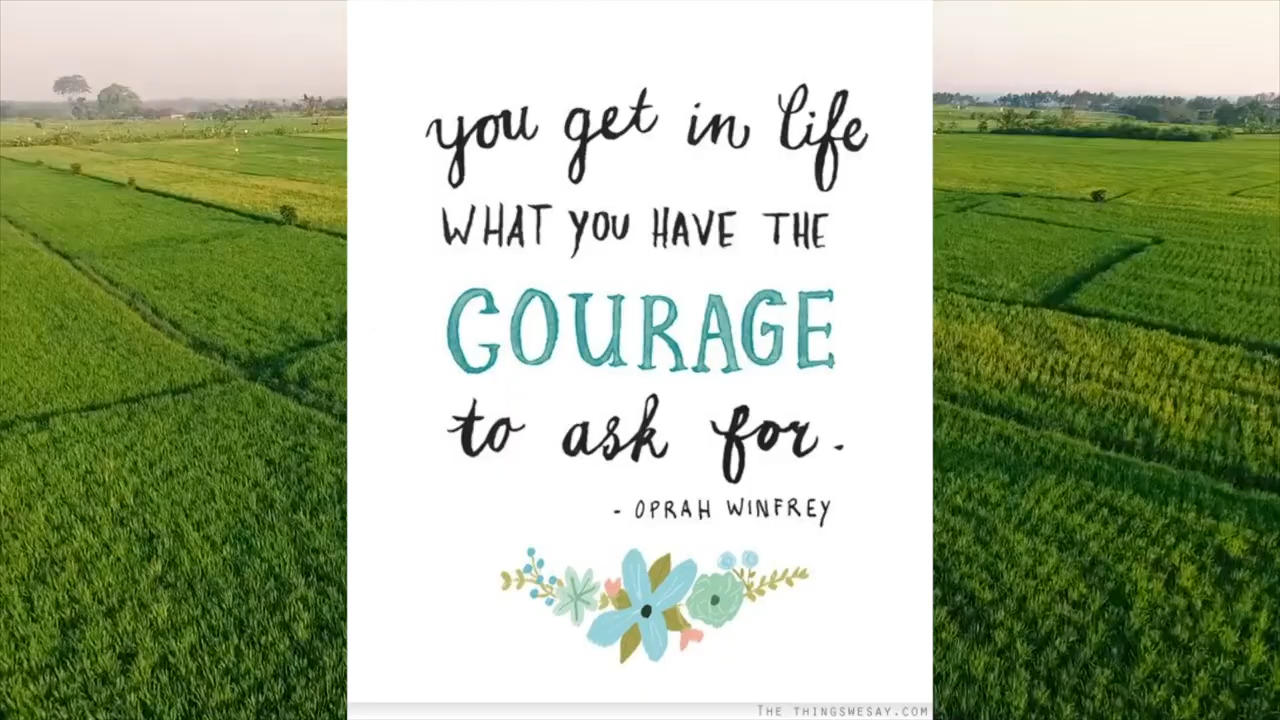 you get in life
WHAT YOU HAVE THE
COURAGE
to ask for.
- OPRAH WINFREY
THE THINGSWESAY.COM